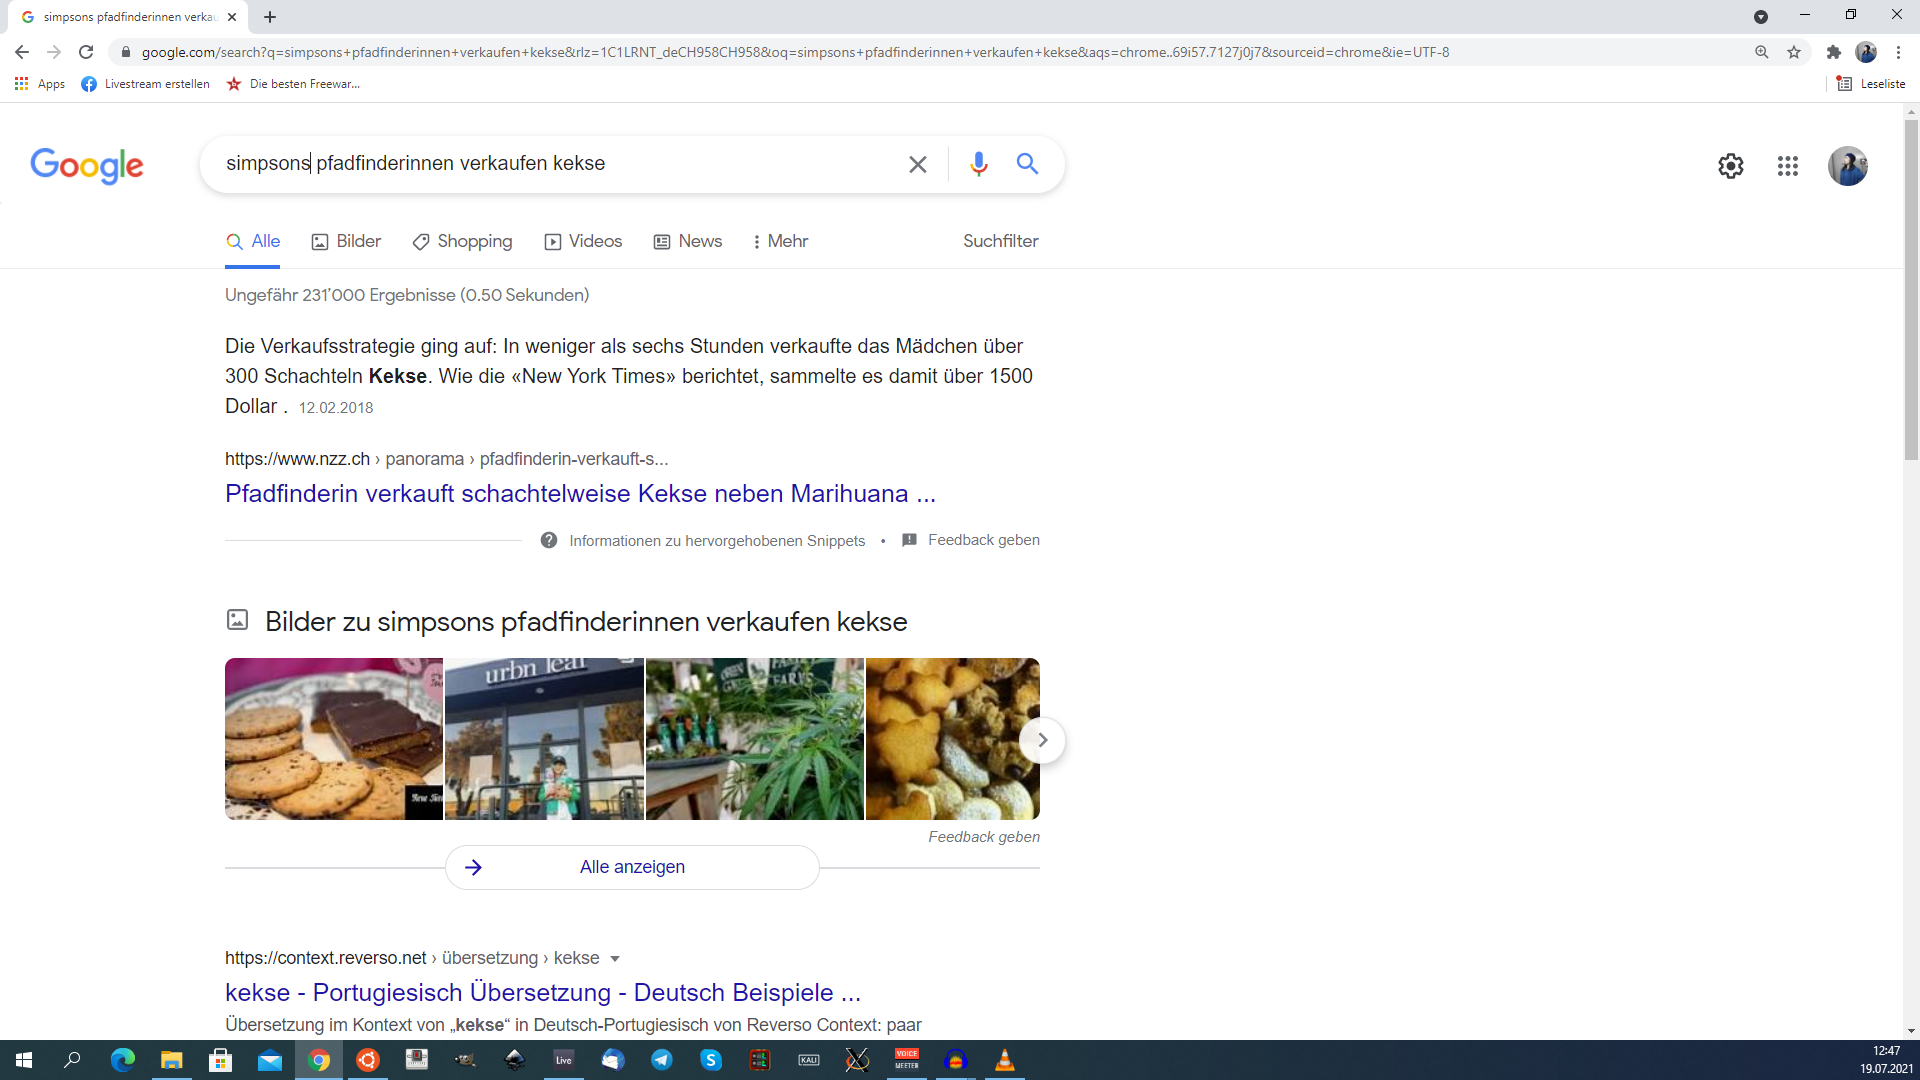 simpsons pfadfinderinnen verkau
google.com/search?q=simpsons+pfadfinderinnen+verkaufen+kekse&rlz=1C1LRNT_deCH958CH958&oq=simpsons+pfadfinderinnen+verkaufen+kekse&aqs=chrome..69i57.7127j0j7&sourceid=chrome&ie=UTF-8
Apps Livestream erstellen Die besten Freewar... Leseliste
Google simpsons pfadfinderinnen verkaufen kekse
Alle Bilder Shopping Videos News Mehr Suchfilter
Ungefähr 231’000 Ergebnisse (0.50 Sekunden)
Die Verkaufsstrategie ging auf: In weniger als sechs Stunden verkaufte das Mädchen über
300 Schachteln Kekse. Wie die «New York Times» berichtet, sammelte es damit über 1500
Dollar . 12.02.2018
https://www.nzz.ch › panorama › pfadfinderin-verkauft-s...
Pfadfinderin verkauft schachtelweise Kekse neben Marihuana ...
Informationen zu hervorgehobenen Snippets • Feedback geben
Bilder zu simpsons pfadfinderinnen verkaufen kekse
urbn leaf
Feedback geben
Alle anzeigen
https://context.reverso.net › übersetzung › kekse
kekse - Portugiesisch Übersetzung - Deutsch Beispiele ...
Übersetzung im Kontext von „kekse“ in Deutsch-Portugiesisch von Reverso Context: paar
Live
KALI
VOICE
MEETER
12:47
19.07.2021